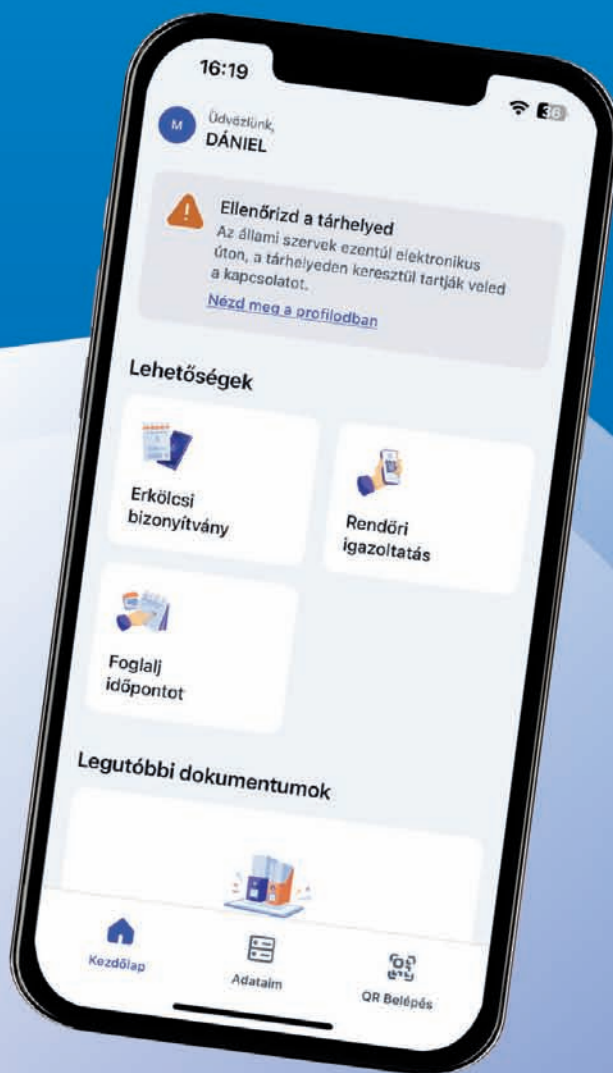 16:19
36
M
Üdvözlünk,
DÁNIEL
Ellenőrizd a tárhelyed
Az állami szervek ezentúl elektronikus
úton, a tárhelyeden keresztül tartják veled
a kapcsolatot.
Nézd meg a profilodban
Lehetőségek
Erkölcsi
bizonyítvány
Rendőri
igazoltatás
Foglalj
időpontot
Legutóbbi dokumentumok
Kezdőlap
Adataim
QR Belépés